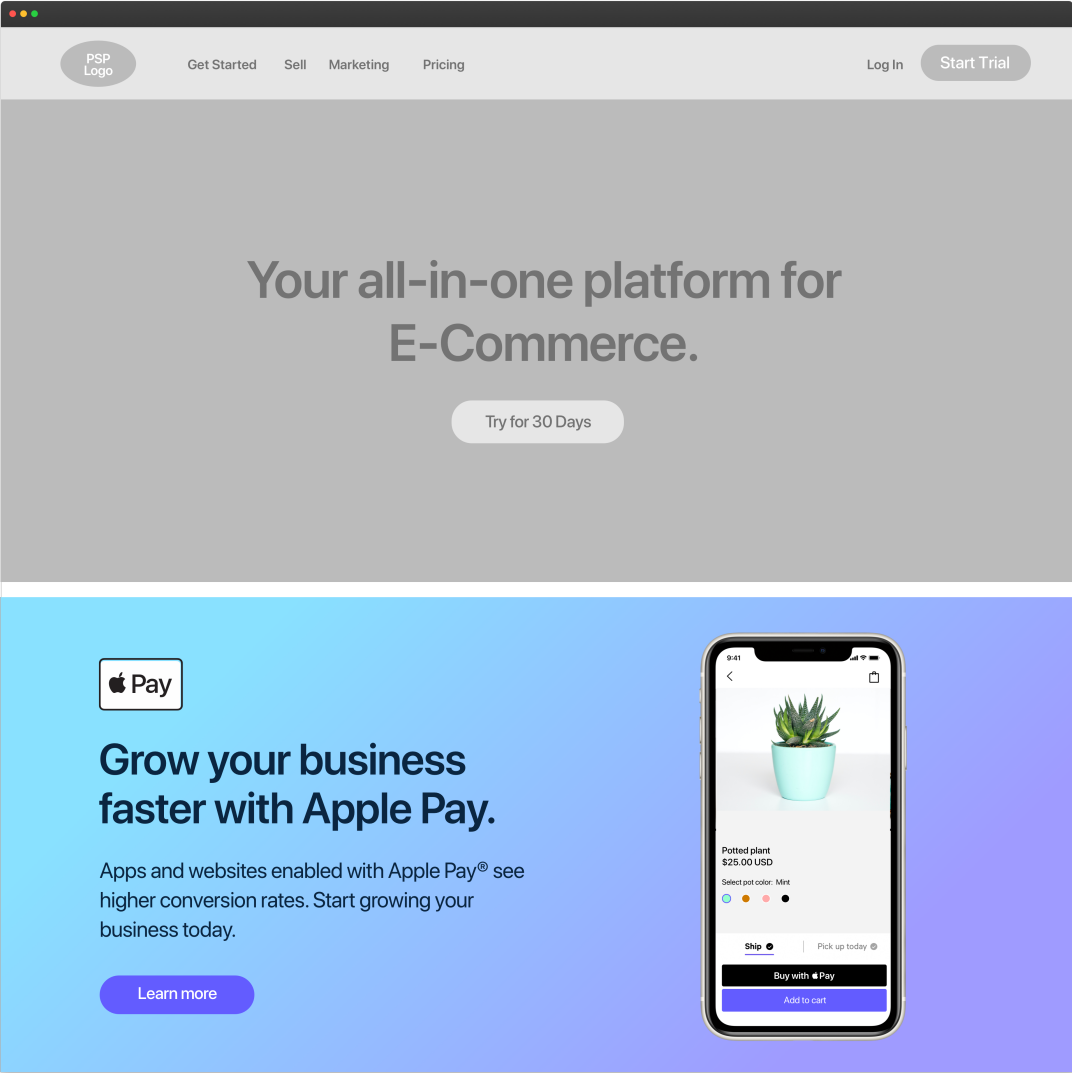 PSP
Logo
Get Started
Sell
Marketing
Pricing
Log In
Start Trial
Your all-in-one platform for
E-Commerce.
Try for 30 Days
Pay
Grow your business
faster with Apple Pay.
Apps and websites enabled with Apple Pay® see
higher conversion rates. Start growing your
business today.
Learn more
9:41
Potted plant
$25.00 USD
Select pot color: Mint
Ship
Pick up today
Buy with Pay
Add to cart